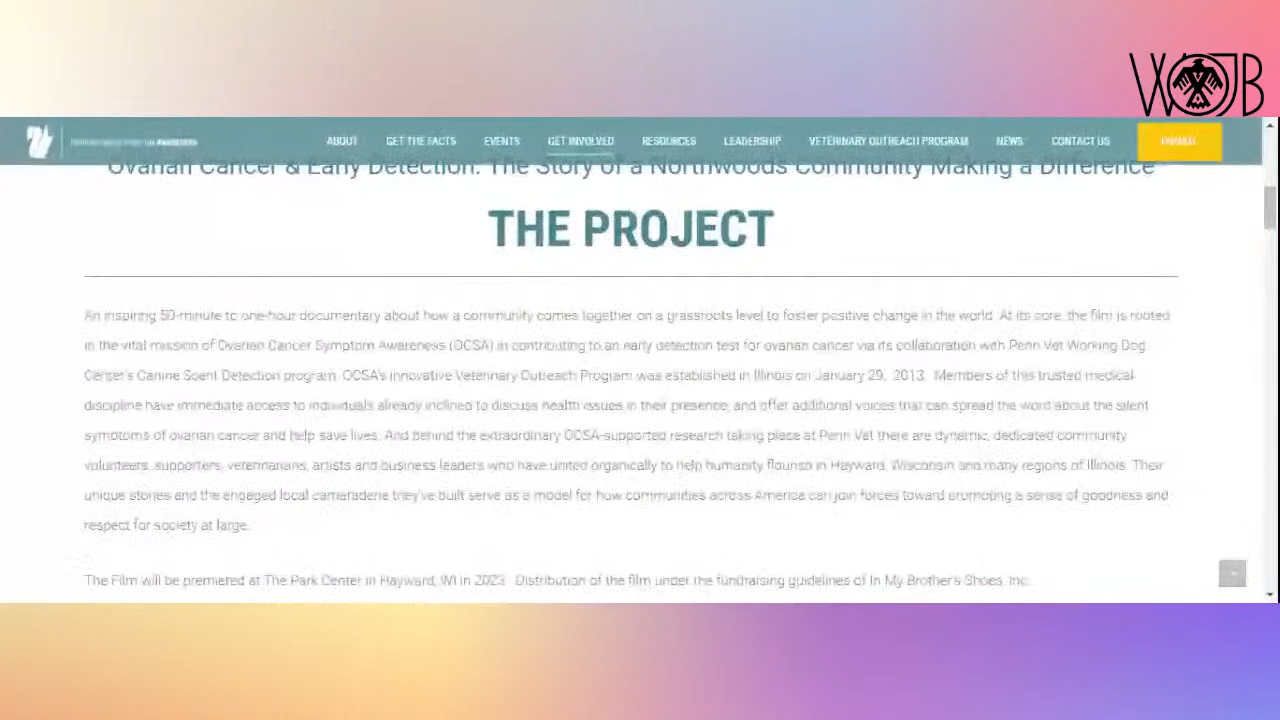 WOJB
ABOUT GET THE FACTS EVENTS GET INVOLVED RESOURCES LEADERSHIP VETERINARY OUTREACH PROGRAM NEWS CONTACT US DONATE
Ovarian Cancer & Early Detection: The Story of a Northwoods Community Making a Difference
THE PROJECT
An inspiring 50-minute to one-hour documentary about how a community comes together on a grassroots level to foster positive change in the world. At its core, the film is rooted
in the vital mission of Ovarian Cancer Symptom Awareness (OCSA) in contributing to an early detection test for ovarian cancer via its collaboration with Penn Vet Working Dog
Center's Canine Scent Detection program. OCSA's innovative Veterinary Outreach Program was established in Illinois on January 29, 2013. Members of this trusted medical
discipline have immediate access to individuals already inclined to discuss health issues in their presence, and offer additional voices that can spread the word about the silent
symptoms of ovarian cancer and help save lives. And behind the extraordinary OCSA-supported research taking place at Penn Vet there are dynamic, dedicated community
volunteers, supporters, veterinarians, artists and business leaders who have united organically to help humanity flourish in Hayward, Wisconsin and many regions of Illinois. Their
unique stories and the engaged local camaraderie they've built serve as a model for how communities across America can join forces toward promoting a sense of goodness and
respect for society at large.
The Film will be premiered at The Park Center in Hayward, WI in 2023. Distribution of the film under the fundraising guidelines of In My Brother's Shoes, Inc.